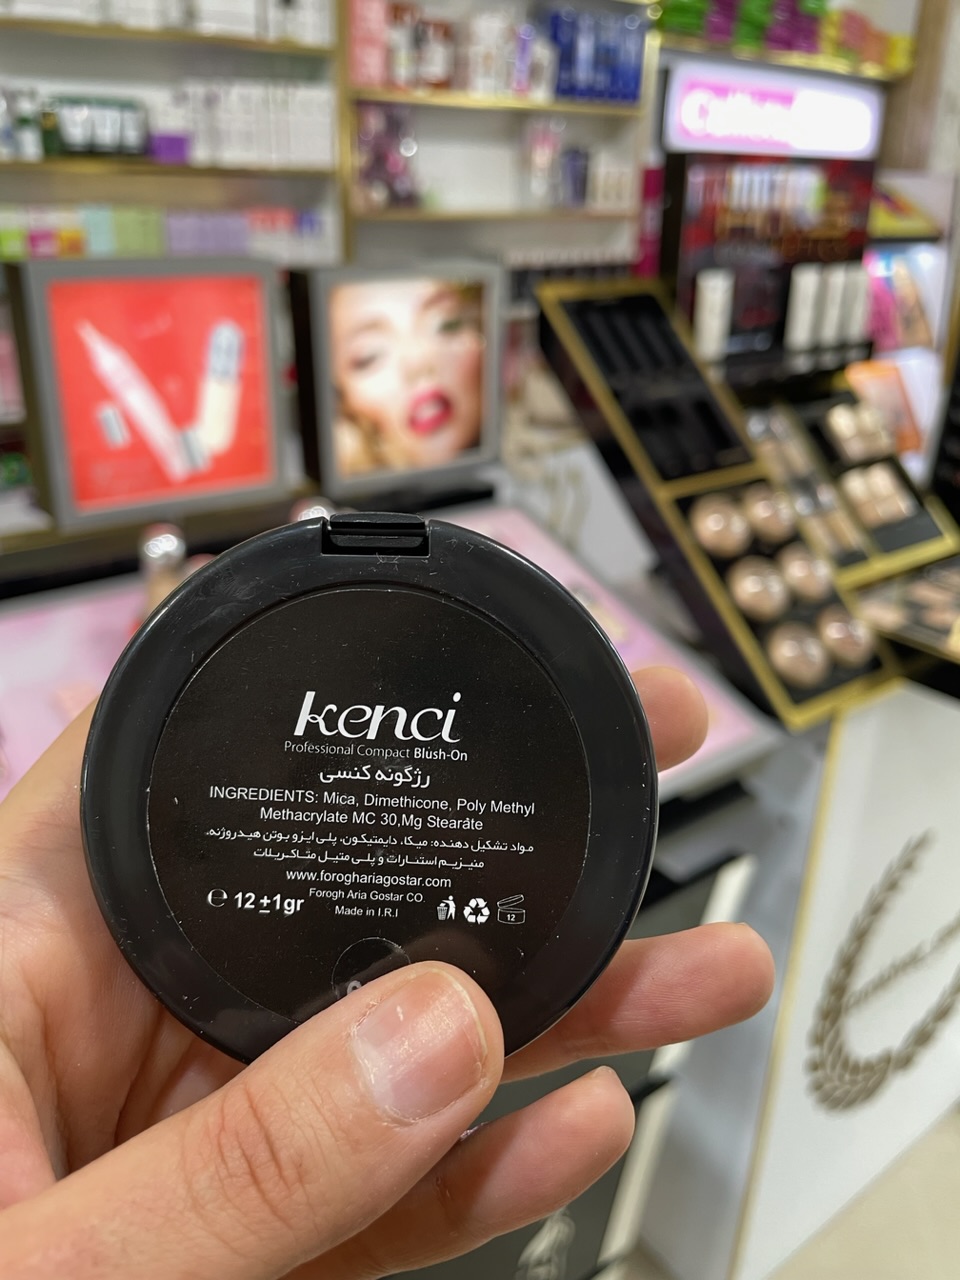 kenci
Professional Compact Blush-On
رژگونه کنسی
INGREDIENTS: Mica, Dimethicone, Poly Methyl
Methacrylate MC 30,Mg Stearate
مواد تشکیل دهنده: میکا، دایمتیکون، پلی ایزو بوتن هیدروژنه،
منیزیم استئارات و پلی متیل متاکریلات
www.foroghariagostar.com
℮ 12±1gr
Forogh Aria Gostar CO.
Made in I.R.I
12